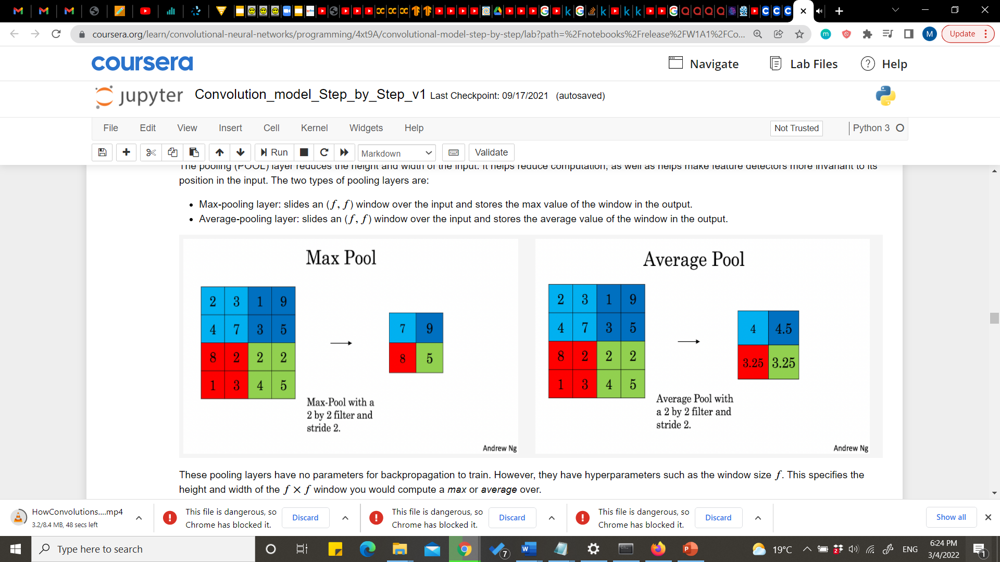 coursera.org/learn/convolutional-neural-networks/programming/4xt9A/convolutional-model-step-by-step/lab?path=%2Fnotebooks%2Frelease%2FW1A1%2FCo...
M
Update
coursera
Navigate
Lab Files
Help
jupyter
Convolution_model_Step_by_Step_v1 Last Checkpoint: 09/17/2021 (autosaved)
File Edit View Insert Cell Kernel Widgets Help
Not Trusted
Python 3
Run
Markdown
Validate
The pooling (POOL) layer reduces the height and width of the input. It helps reduce computation, as well as helps make feature detectors more invariant to its
position in the input. The two types of pooling layers are:
• Max-pooling layer: slides an (f, f) window over the input and stores the max value of the window in the output.
• Average-pooling layer: slides an (f, f) window over the input and stores the average value of the window in the output.
Max Pool
2 3 1 9
4 7 3 5
8 2 2 2
1 3 4 5
7 9
8 5
Max-Pool with a
2 by 2 filter and
stride 2.
Andrew Ng
Average Pool
2 3 1 9
4 7 3 5
8 2 2 2
1 3 4 5
4 4.5
3.25 3.25
Average Pool with
a 2 by 2 filter and
stride 2.
Andrew Ng
These pooling layers have no parameters for backpropagation to train. However, they have hyperparameters such as the window size f. This specifies the
height and width of the f × f window you would compute a max or average over.
HowConvolutions....mp4
3.2/8.4 MB, 48 secs left
This file is dangerous, so
Chrome has blocked it.
Discard
This file is dangerous, so
Chrome has blocked it.
Discard
This file is dangerous, so
Chrome has blocked it.
Discard
Show all
Type here to search
7
19°C
2
ENG
6:24 PM
3/4/2022
1